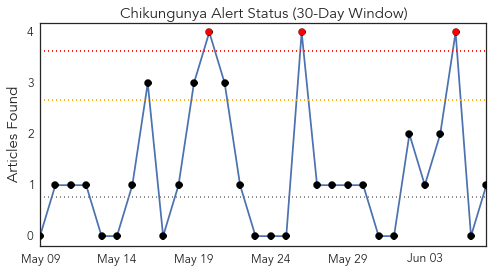 Chikungunya Alert Status (30-Day Window)
Articles Found
4
3
2
1
0
May 09 May 14 May 19 May 24 May 29 Jun 03